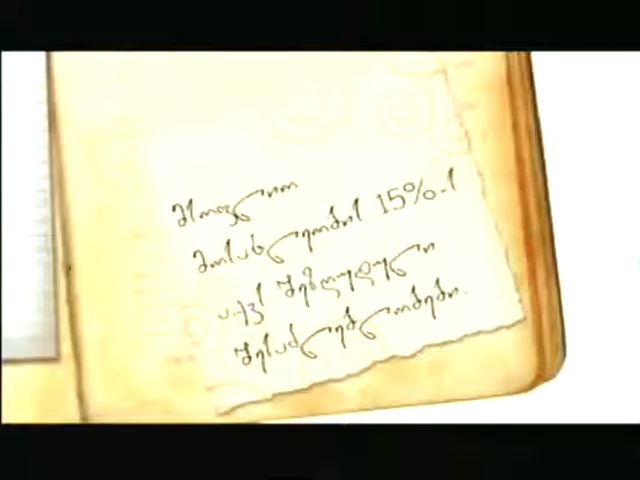 მსოფლიო
მოსახლეობის 15%-ს
აქვს შეზღუდული
შესაძლებლობები.